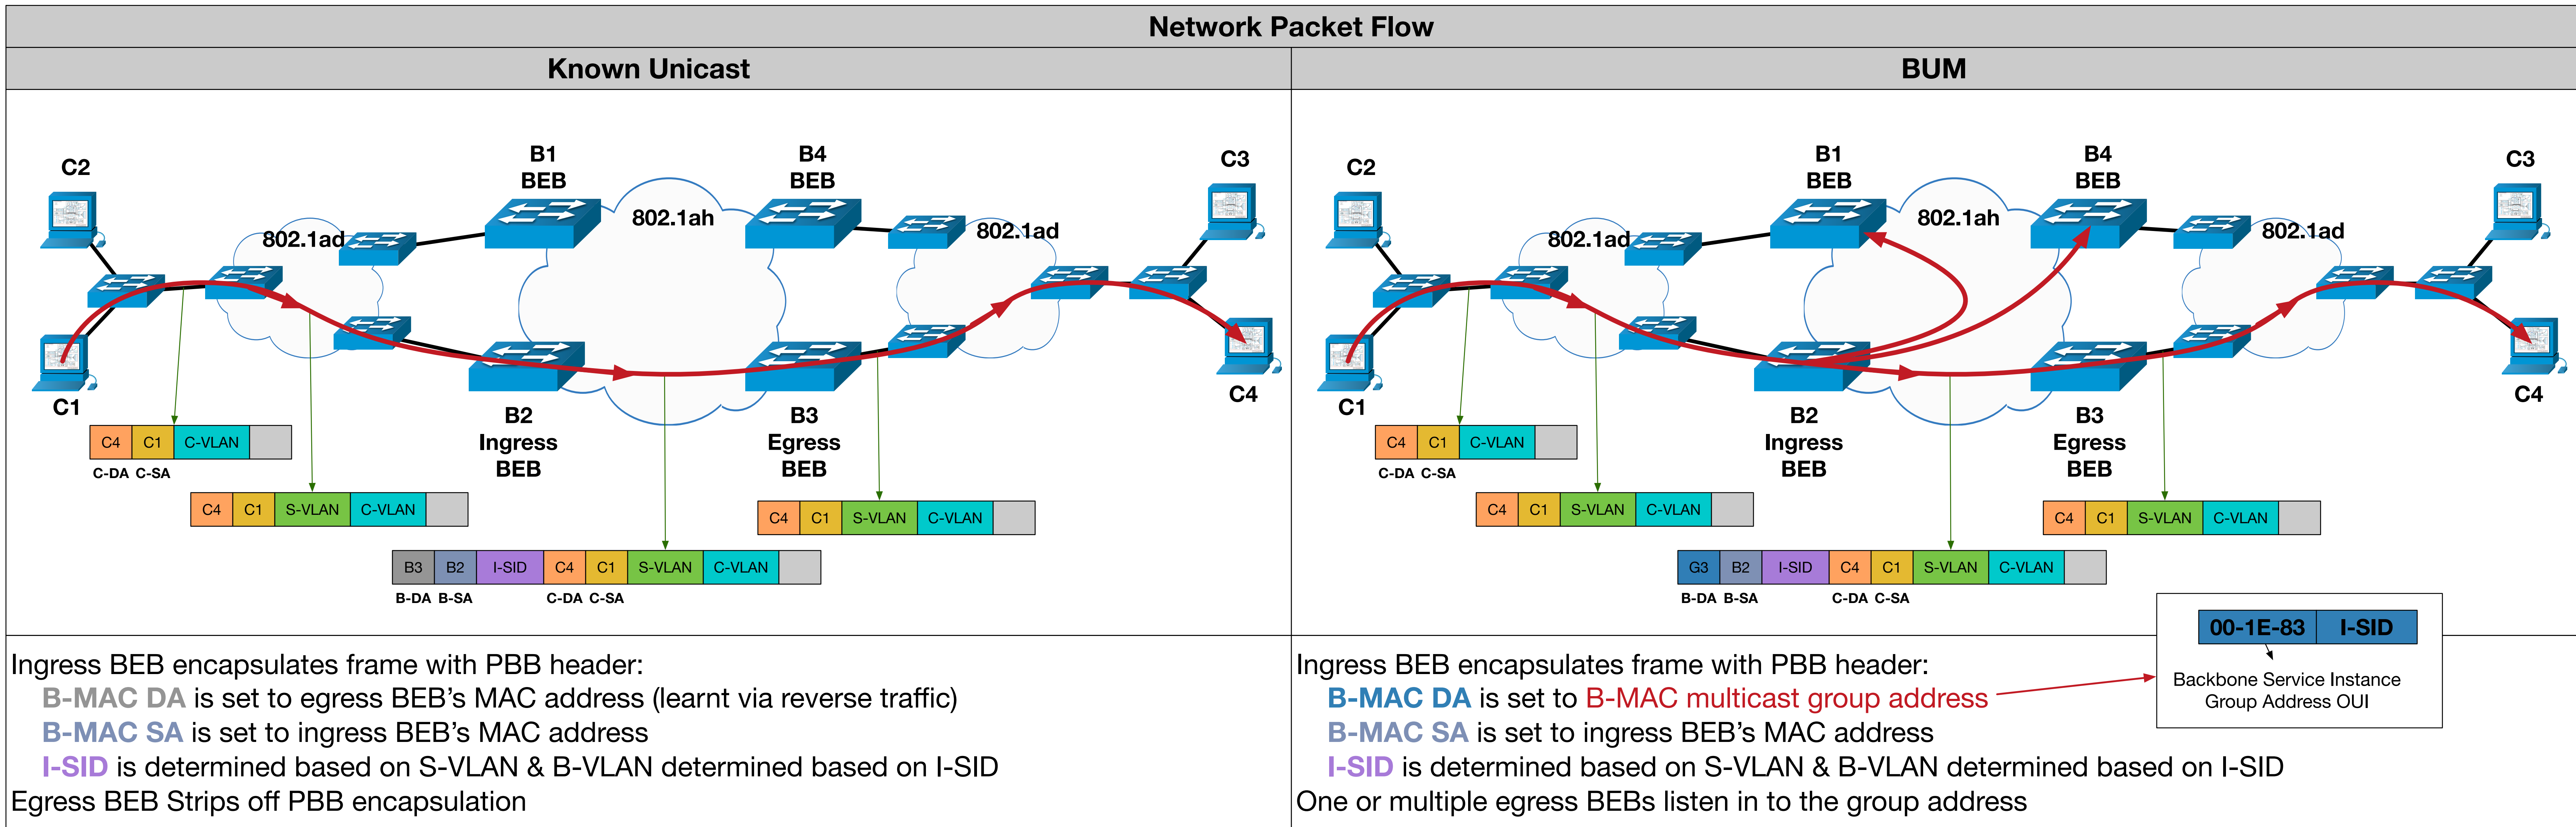 Network Packet Flow
Known Unicast
C2
B1
BEB
B4
BEB
C3
802.1ad
802.1ah
802.1ad
C1
B2
Ingress
BEB
B3
Egress
BEB
C4
C4 C1 C-VLAN
C-DA C-SA
C4 C1 S-VLAN C-VLAN
C4 C1 S-VLAN C-VLAN
B3 B2 I-SID C4 C1 S-VLAN C-VLAN
B-DA B-SA C-DA C-SA
Ingress BEB encapsulates frame with PBB header:
B-MAC DA is set to egress BEB’s MAC address (learnt via reverse traffic)
B-MAC SA is set to ingress BEB’s MAC address
I-SID is determined based on S-VLAN & B-VLAN determined based on I-SID
Egress BEB Strips off PBB encapsulation
BUM
C2
B1
BEB
B4
BEB
C3
802.1ad
802.1ah
802.1ad
C1
B2
Ingress
BEB
B3
Egress
BEB
C4
C4 C1 C-VLAN
C-DA C-SA
C4 C1 S-VLAN C-VLAN
C4 C1 S-VLAN C-VLAN
G3 B2 I-SID C4 C1 S-VLAN C-VLAN
B-DA B-SA C-DA C-SA
00-1E-83 I-SID
Backbone Service Instance
Group Address OUI
Ingress BEB encapsulates frame with PBB header:
B-MAC DA is set to B-MAC multicast group address
B-MAC SA is set to ingress BEB’s MAC address
I-SID is determined based on S-VLAN & B-VLAN determined based on I-SID
One or multiple egress BEBs listen in to the group address